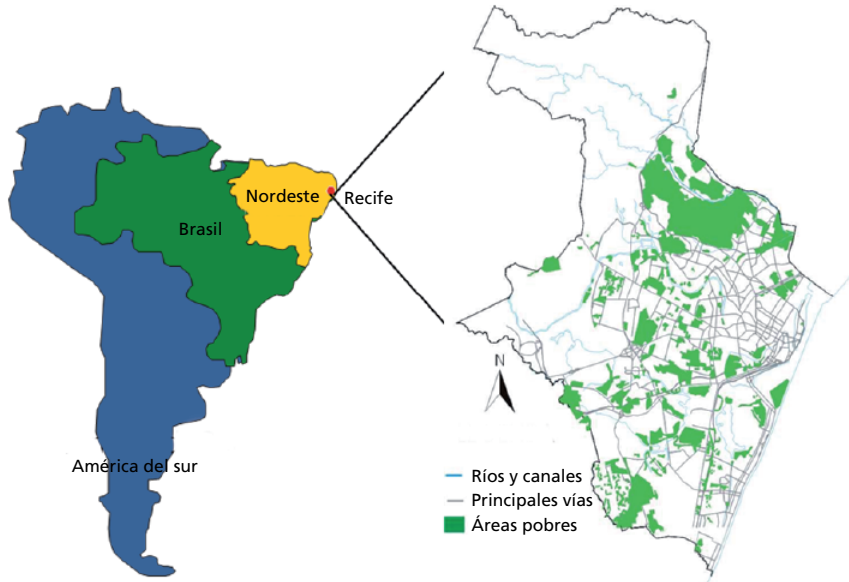 Nordeste
Recife
Brasil
América del sur
N
Ríos y canales
Principales vías
Áreas pobres